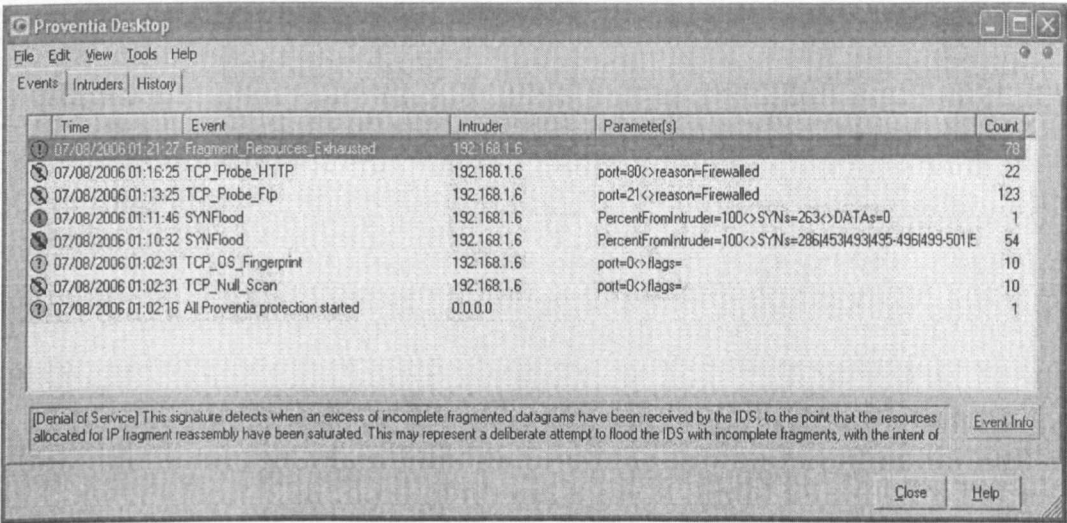 Proventia Desktop
File Edit View Tools Help
Events Intruders History
Time Event Intruder Parameter(s) Count
07/08/2006 01:21:27 Fragment_Resources_Exhausted 192.168.1.6 78
07/08/2006 01:16:25 TCP_Probe_HTTP 192.168.1.6 port=80<>reason=Firewalled 22
07/08/2006 01:13:25 TCP_Probe_Ftp 192.168.1.6 port=21<>reason=Firewalled 123
07/08/2006 01:11:46 SYNFlood 192.168.1.6 PercentFromIntruder=100<>SYNs=263<>DATAs=0 1
07/08/2006 01:10:32 SYNFlood 192.168.1.6 PercentFromIntruder=100<>SYNs=286|453|493|495-496|499-501|5 54
07/08/2006 01:02:31 TCP_OS_Fingerprint 192.168.1.6 port=0<>flags= 10
07/08/2006 01:02:31 TCP_Null_Scan 192.168.1.6 port=0<>flags= 10
07/08/2006 01:02:16 All Proventia protection started 0.0.0.0 1
[Denial of Service] This signature detects when an excess of incomplete fragmented datagrams have been received by the IDS, to the point that the resources
allocated for IP fragment reassembly have been saturated. This may represent a deliberate attempt to flood the IDS with incomplete fragments, with the intent of
Event Info
Close Help